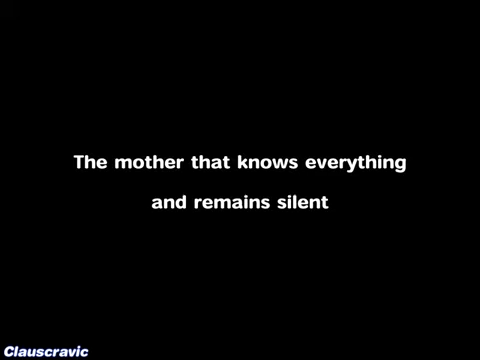 The mother that knows everything
and remains silent
Clauscravic